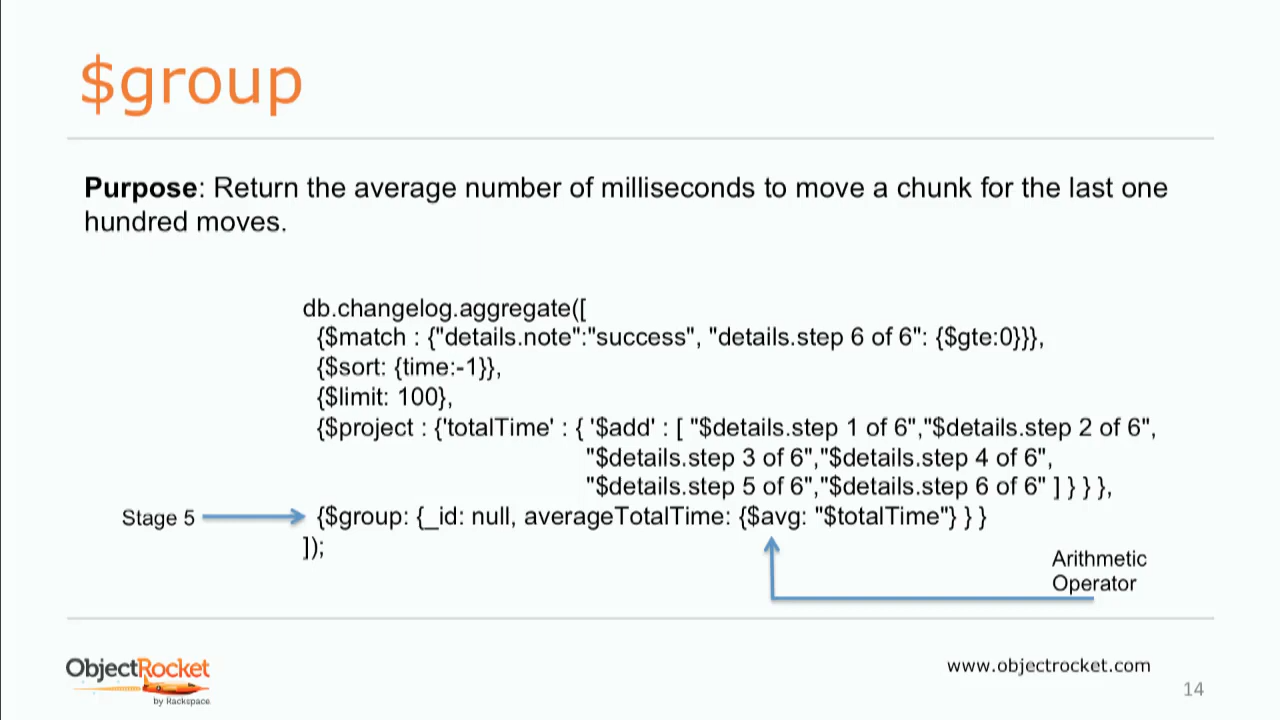 $group
Purpose: Return the average number of milliseconds to move a chunk for the last one
hundred moves.
db.changelog.aggregate([
{$match : {"details.note":"success", "details.step 6 of 6": {$gte:0}}},
{$sort: {time:-1}},
{$limit: 100},
{$project : {'totalTime' : { '$add' : [ "$details.step 1 of 6","$details.step 2 of 6",
"$details.step 3 of 6","$details.step 4 of 6",
"$details.step 5 of 6","$details.step 6 of 6" ] } } },
Stage 5
{$group: {_id: null, averageTotalTime: {$avg: "$totalTime"} } }
]);
Arithmetic
Operator
ObjectRocket
by Rackspace
www.objectrocket.com
14